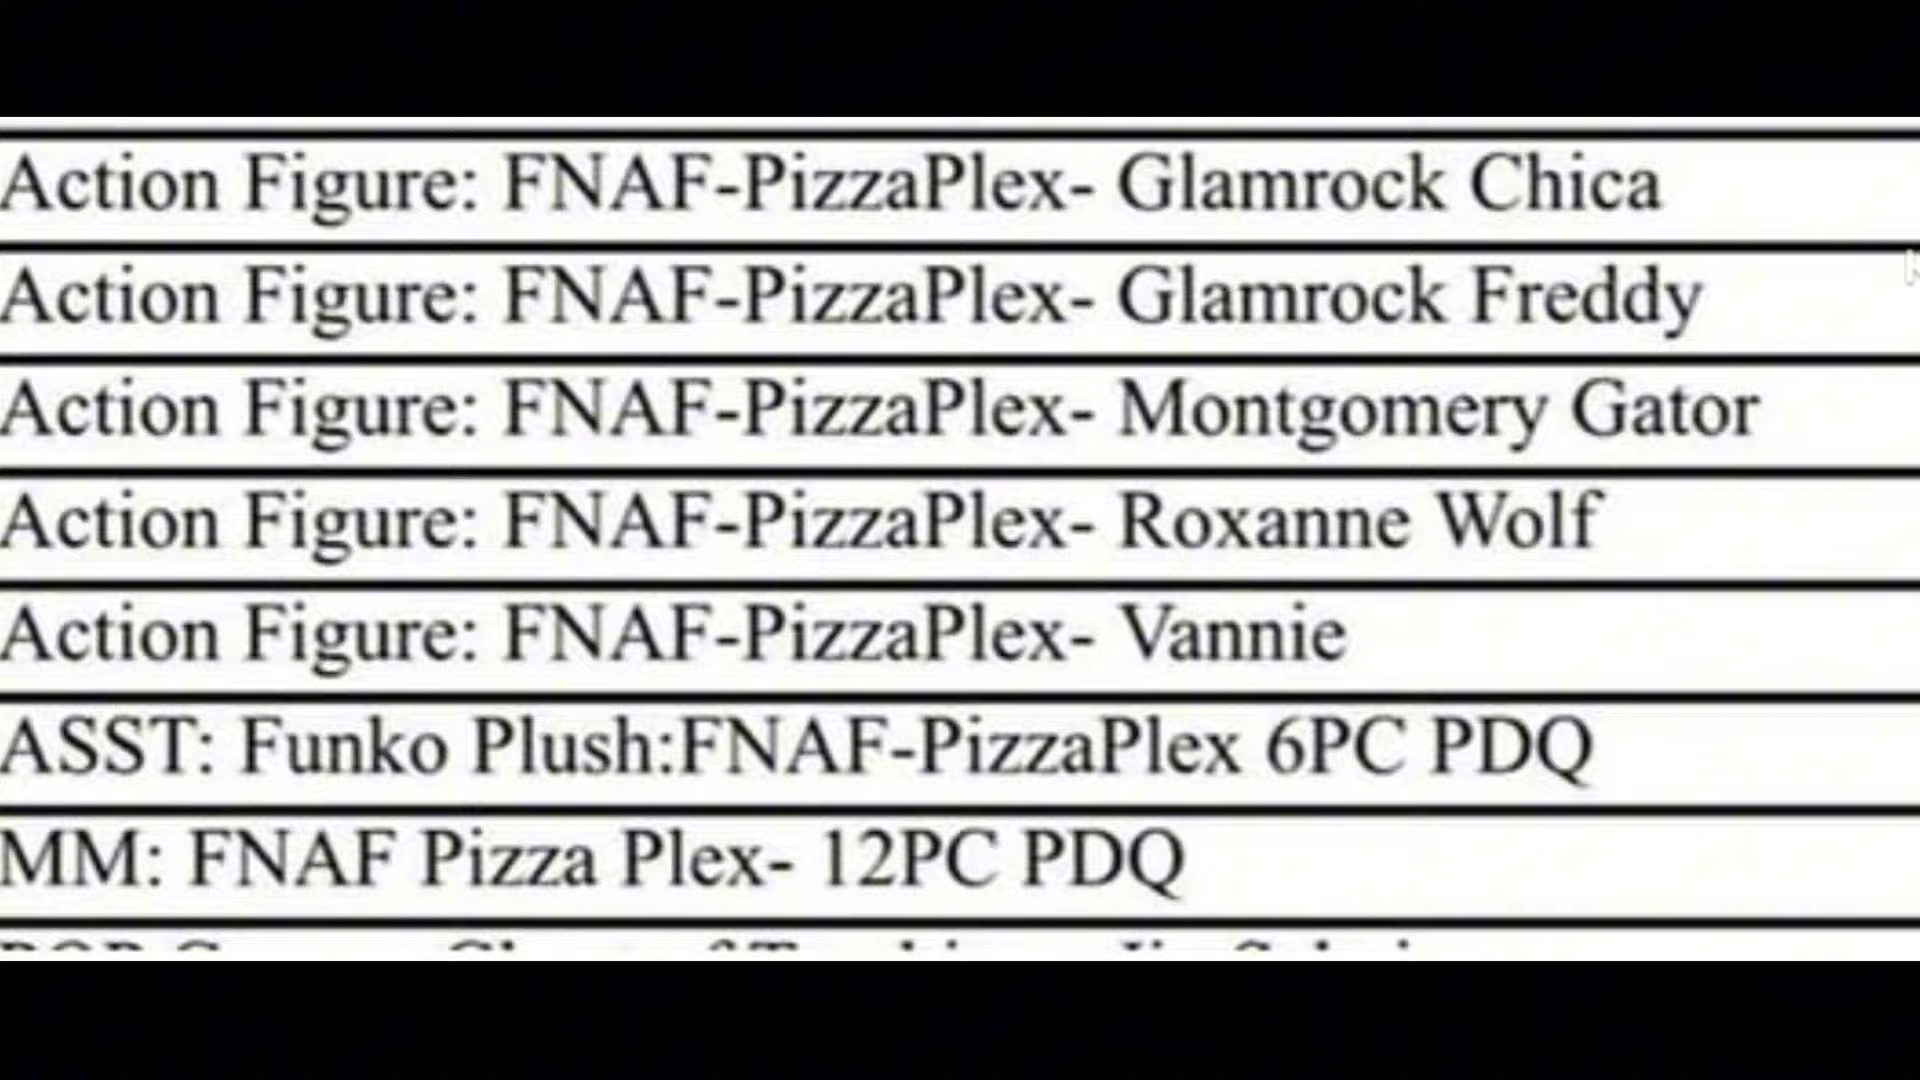 Action Figure: FNAF-PizzaPlex- Glamrock Chica
Action Figure: FNAF-PizzaPlex- Glamrock Freddy
Action Figure: FNAF-PizzaPlex- Montgomery Gator
Action Figure: FNAF-PizzaPlex- Roxanne Wolf
Action Figure: FNAF-PizzaPlex- Vannie
ASST: Funko Plush:FNAF-PizzaPlex 6PC PDQ
MM: FNAF Pizza Plex- 12PC PDQ